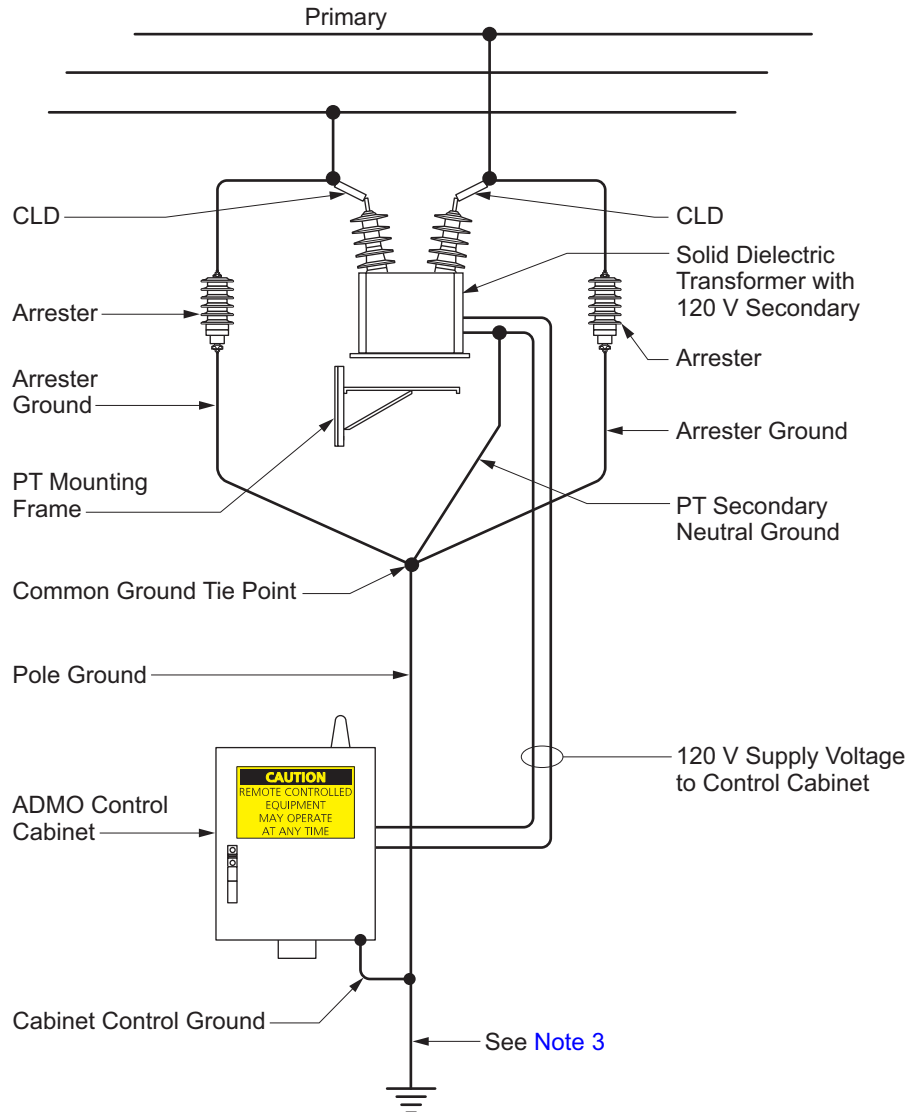 Primary
CLD
CLD
Solid Dielectric
Transformer with
120 V Secondary
Arrester
Arrester
Arrester
Ground
Arrester Ground
PT Mounting
Frame
PT Secondary
Neutral Ground
Common Ground Tie Point
Pole Ground
120 V Supply Voltage
to Control Cabinet
CAUTION
REMOTE CONTROLLED
EQUIPMENT
MAY OPERATE
AT ANY TIME
ADMO Control
Cabinet
Cabinet Control Ground
See Note 3